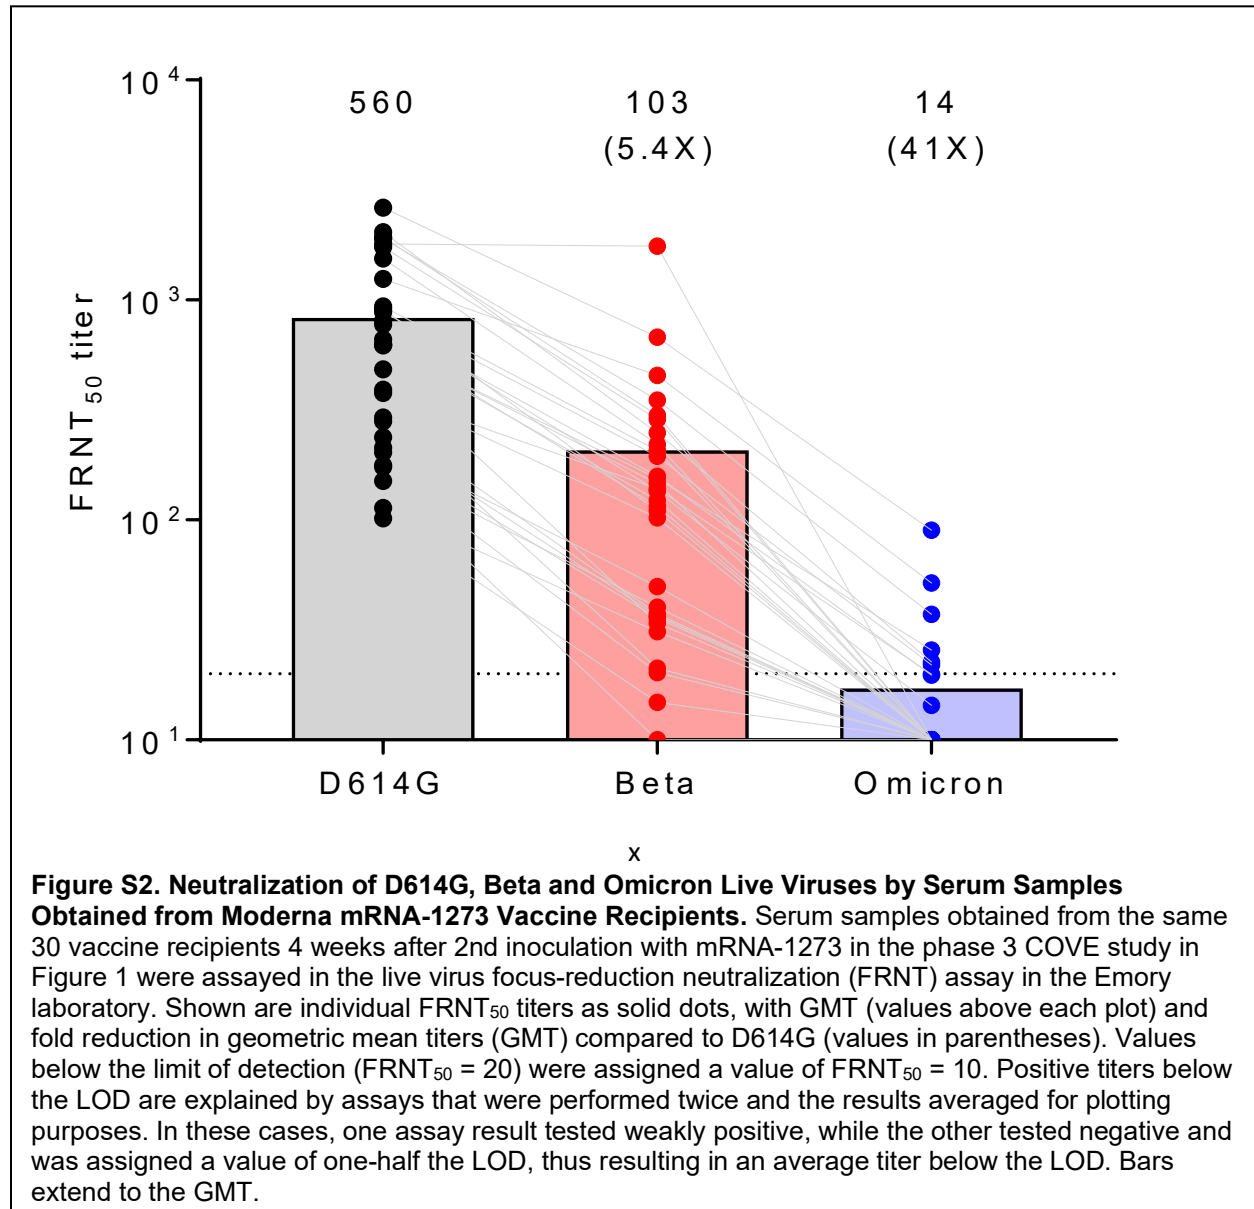 10⁴
560
103
14
(5.4X)
(41X)
10³
FRNT₅₀ titer
10²
10¹
D614G
Beta
Omicron
x
Figure S2. Neutralization of D614G, Beta and Omicron Live Viruses by Serum Samples
Obtained from Moderna mRNA-1273 Vaccine Recipients. Serum samples obtained from the same
30 vaccine recipients 4 weeks after 2nd inoculation with mRNA-1273 in the phase 3 COVE study in
Figure 1 were assayed in the live virus focus-reduction neutralization (FRNT) assay in the Emory
laboratory. Shown are individual FRNT₅₀ titers as solid dots, with GMT (values above each plot) and
fold reduction in geometric mean titers (GMT) compared to D614G (values in parentheses). Values
below the limit of detection (FRNT₅₀ = 20) were assigned a value of FRNT₅₀ = 10. Positive titers below
the LOD are explained by assays that were performed twice and the results averaged for plotting
purposes. In these cases, one assay result tested weakly positive, while the other tested negative and
was assigned a value of one-half the LOD, thus resulting in an average titer below the LOD. Bars
extend to the GMT.